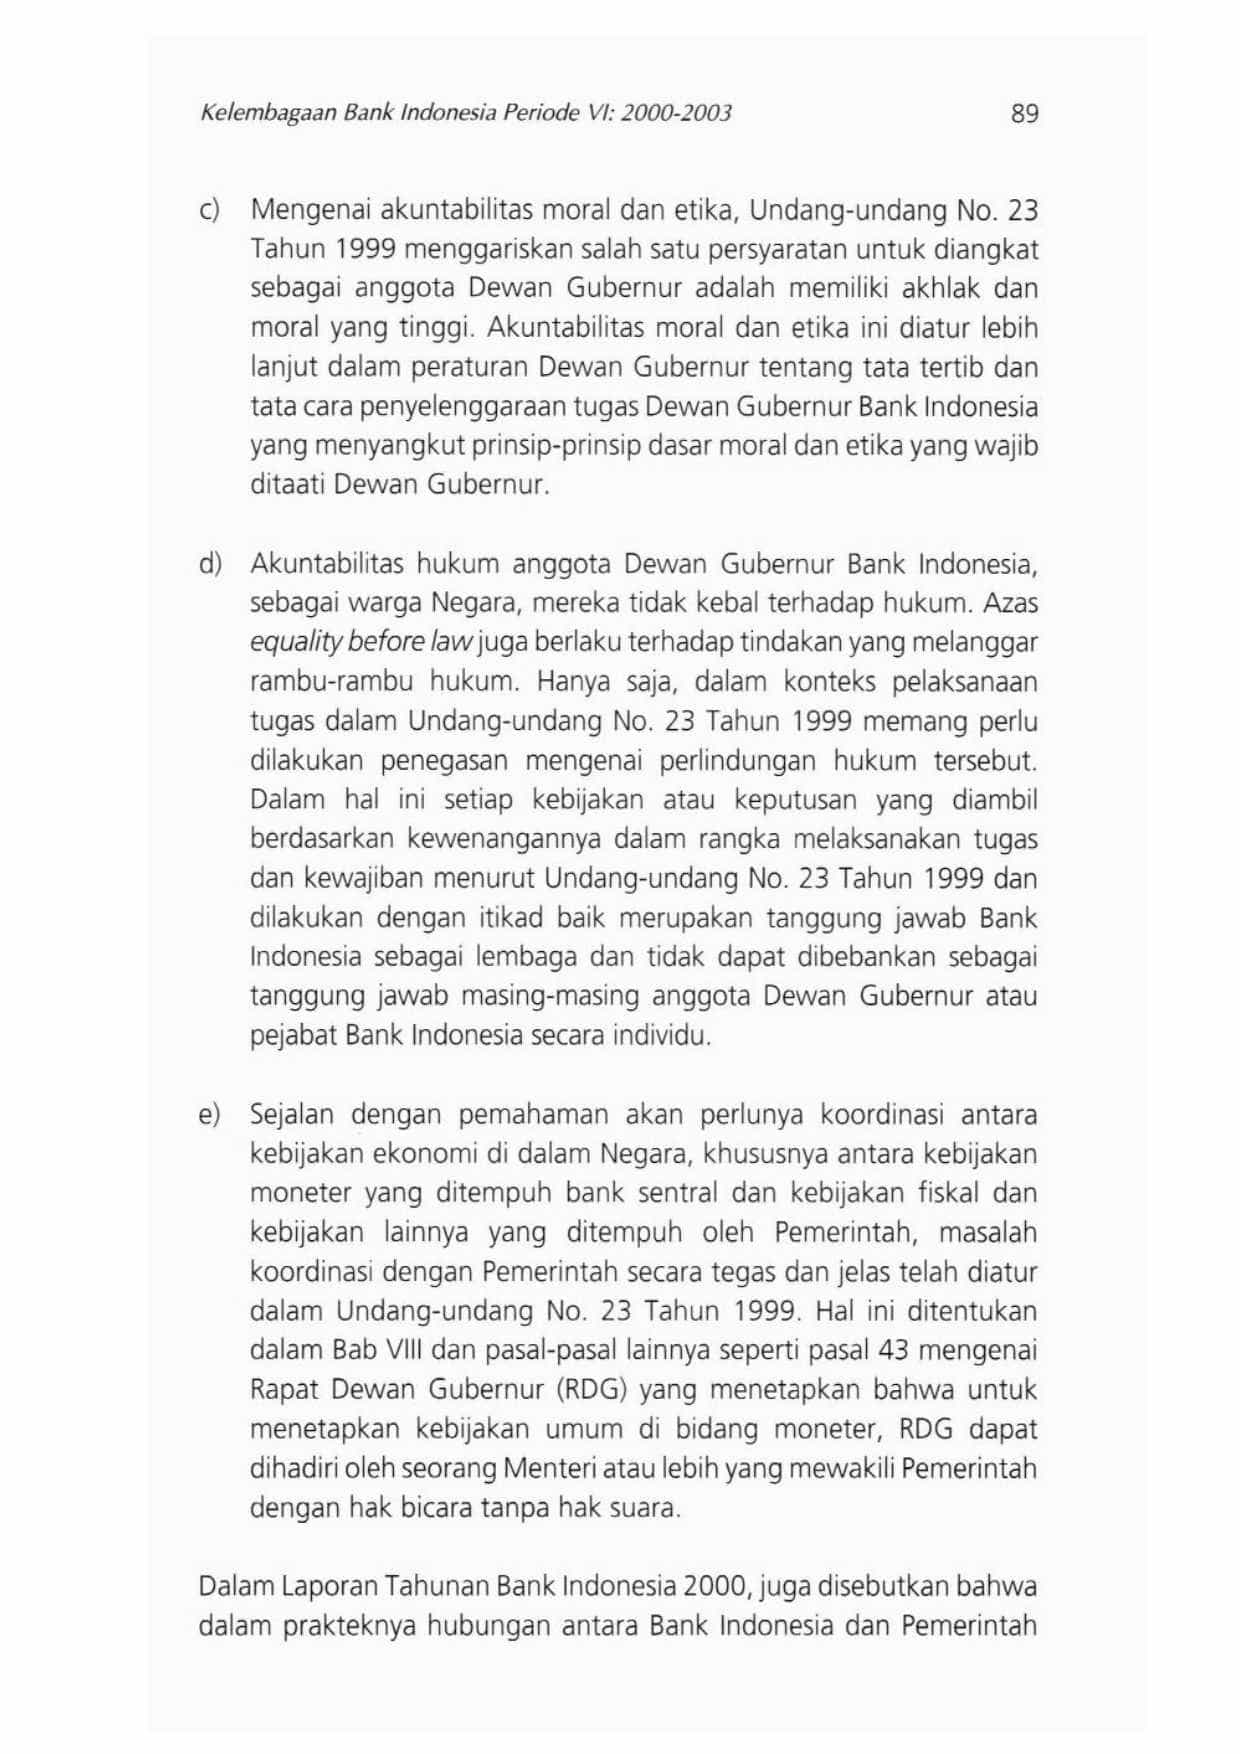 Kelembagaan Bank Indonesia Periode VI: 2000-2003 89
c) Mengenai akuntabilitas moral dan etika, Undang-undang No. 23
Tahun 1999 menggariskan salah satu persyaratan untuk diangkat
sebagai anggota Dewan Gubernur adalah memiliki akhlak dan
moral yang tinggi. Akuntabilitas moral dan etika ini diatur lebih
lanjut dalam peraturan Dewan Gubernur tentang tata tertib dan
tata cara penyelenggaraan tugas Dewan Gubernur Bank Indonesia
yang menyangkut prinsip-prinsip dasar moral dan etika yang wajib
ditaati Dewan Gubernur.
d) Akuntabilitas hukum anggota Dewan Gubernur Bank Indonesia,
sebagai warga Negara, mereka tidak kebal terhadap hukum. Azas
equality before law juga berlaku terhadap tindakan yang melanggar
rambu-rambu hukum. Hanya saja, dalam konteks pelaksanaan
tugas dalam Undang-undang No. 23 Tahun 1999 memang perlu
dilakukan penegasan mengenai perlindungan hukum tersebut.
Dalam hal ini setiap kebijakan atau keputusan yang diambil
berdasarkan kewenangannya dalam rangka melaksanakan tugas
dan kewajiban menurut Undang-undang No. 23 Tahun 1999 dan
dilakukan dengan itikad baik merupakan tanggung jawab Bank
Indonesia sebagai lembaga dan tidak dapat dibebankan sebagai
tanggung jawab masing-masing anggota Dewan Gubernur atau
pejabat Bank Indonesia secara individu.
e) Sejalan dengan pemahaman akan perlunya koordinasi antara
kebijakan ekonomi di dalam Negara, khususnya antara kebijakan
moneter yang ditempuh bank sentral dan kebijakan fiskal dan
kebijakan lainnya yang ditempuh oleh Pemerintah, masalah
koordinasi dengan Pemerintah secara tegas dan jelas telah diatur
dalam Undang-undang No. 23 Tahun 1999. Hal ini ditentukan
dalam Bab VIII dan pasal-pasal lainnya seperti pasal 43 mengenai
Rapat Dewan Gubernur (RDG) yang menetapkan bahwa untuk
menetapkan kebijakan umum di bidang moneter, RDG dapat
dihadiri oleh seorang Menteri atau lebih yang mewakili Pemerintah
dengan hak bicara tanpa hak suara.
Dalam Laporan Tahunan Bank Indonesia 2000, juga disebutkan bahwa
dalam prakteknya hubungan antara Bank Indonesia dan Pemerintah